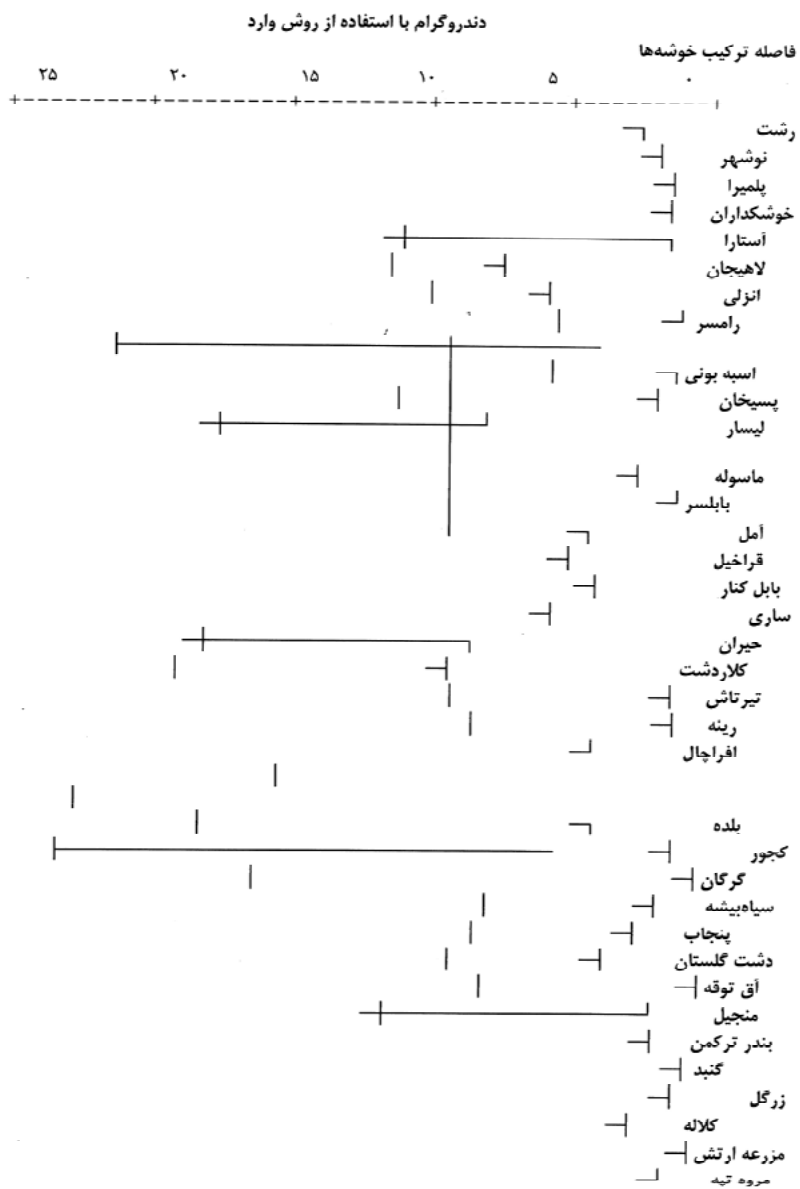 دندروگرام با استفاده از روش وارد
فاصله ترکیب خوشه‌ها
۰ ۵ ۱۰ ۱۵ ۲۰ ۲۵
رشت
نوشهر
پلمیرا
خوشکداران
آستارا
لاهیجان
انزلی
رامسر
اسبه بونی
پسیخان
لیسار
ماسوله
بابلسر
آمل
قراخیل
بابل کنار
ساری
حیران
کلاردشت
تیرتاش
رینه
افراچال
بلده
کجور
گرگان
سیاه‌بیشه
پنجاب
دشت گلستان
آق توقه
منجیل
بندر ترکمن
گنبد
زرگل
کلاله
مزرعه ارتش
مروه تپه